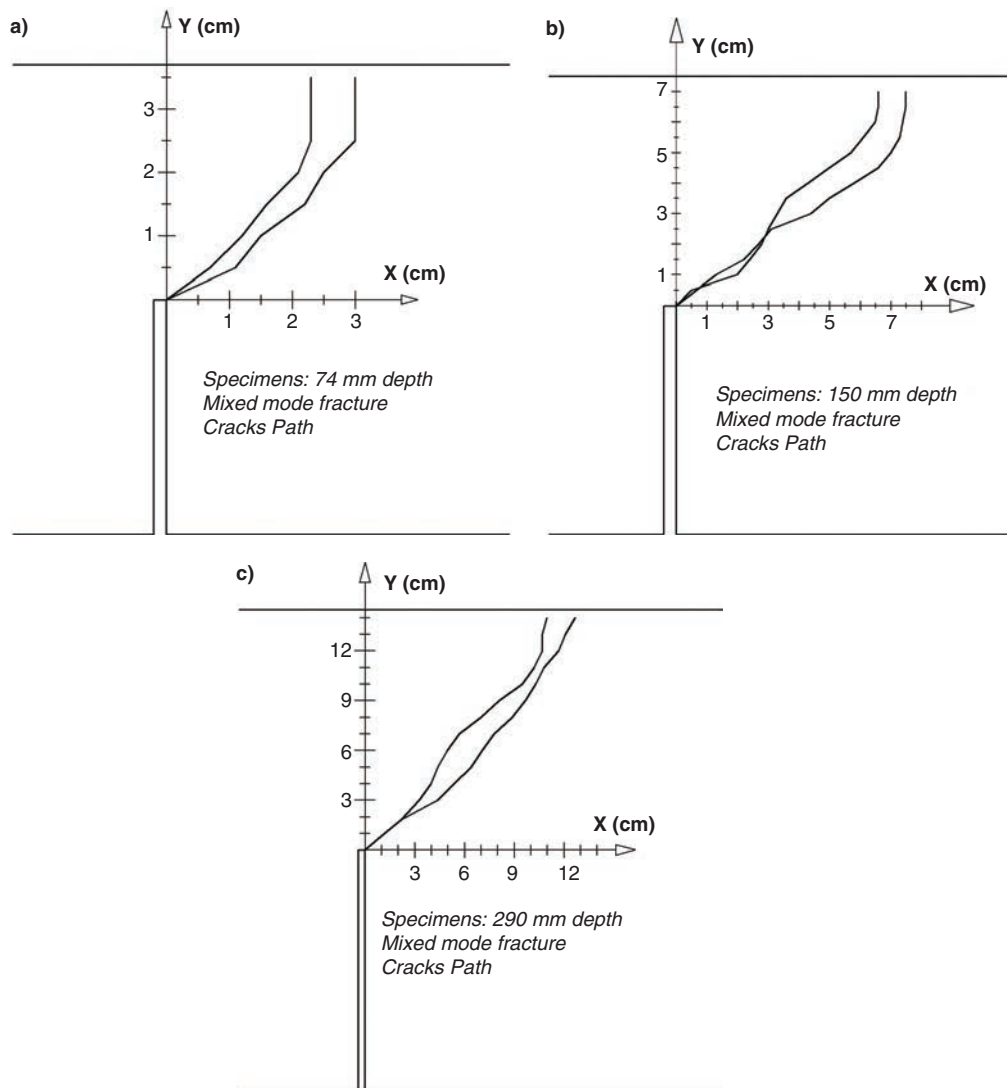 a)
Y (cm)
3
2
1
X (cm)
1 2 3
Specimens: 74 mm depth
Mixed mode fracture
Cracks Path
b)
Y (cm)
7
5
3
1
X (cm)
1 3 5 7
Specimens: 150 mm depth
Mixed mode fracture
Cracks Path
c)
Y (cm)
12
9
6
3
X (cm)
3 6 9 12
Specimens: 290 mm depth
Mixed mode fracture
Cracks Path